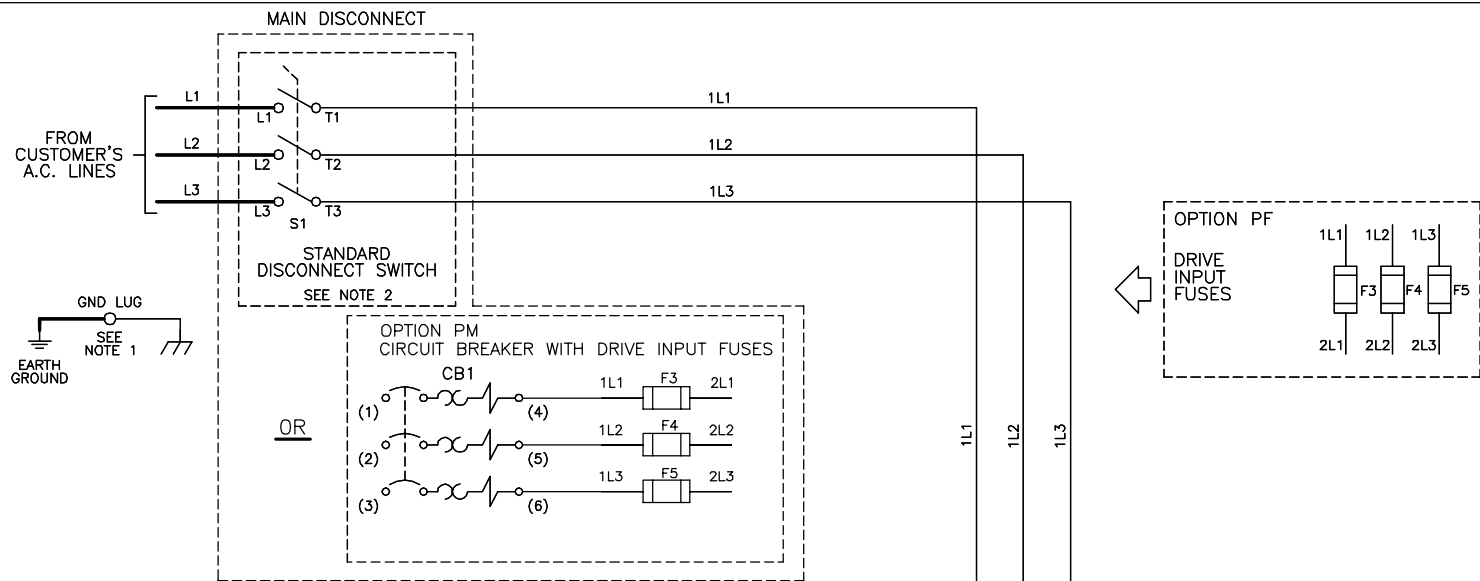 MAIN DISCONNECT
FROM
CUSTOMER'S
A.C. LINES
L1
L1
T1
1L1
L2
L2
T2
1L2
L3
L3
T3
1L3
S1
STANDARD
DISCONNECT SWITCH
SEE NOTE 2
GND LUG
SEE
NOTE 1
EARTH
GROUND
OR
OPTION PM
CIRCUIT BREAKER WITH DRIVE INPUT FUSES
CB1
(1)
(4)
1L1
F3
2L1
(2)
(5)
1L2
F4
2L2
(3)
(6)
1L3
F5
2L3
1L1
1L2
1L3
OPTION PF
DRIVE
INPUT
FUSES
1L1 1L2 1L3
F3 F4 F5
2L1 2L2 2L3